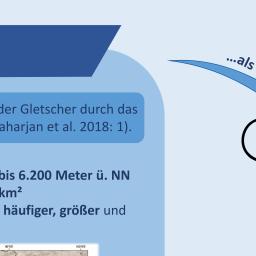 ...als
der Gletscher durch das
aharjan et al. 2018: 1).
bis 6.200 Meter ü. NN
km²
häufiger, größer und